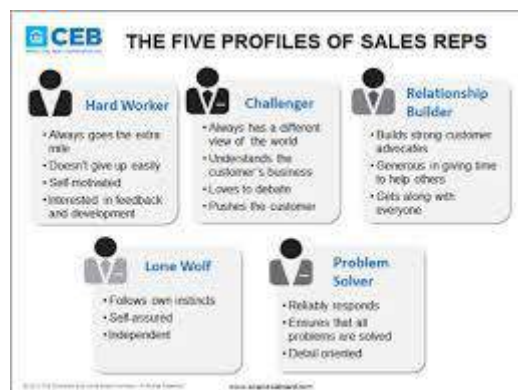 CEB
THE FIVE PROFILES OF SALES REPS
Hard Worker
• Always goes the extra
mile
• Doesn't give up easily
• Self-motivated
• Interested in feedback
and development
Challenger
• Always has a different
view of the world
• Understands the
customer's business
• Loves to debate
• Pushes the customer
Relationship
Builder
• Builds strong customer
advocates
• Generous in giving time
to help others
• Gets along with
everyone
Lone Wolf
• Follows own instincts
• Self-assured
• Independent
Problem
Solver
• Reliably responds
• Ensures that all
problems are solved
• Detail oriented